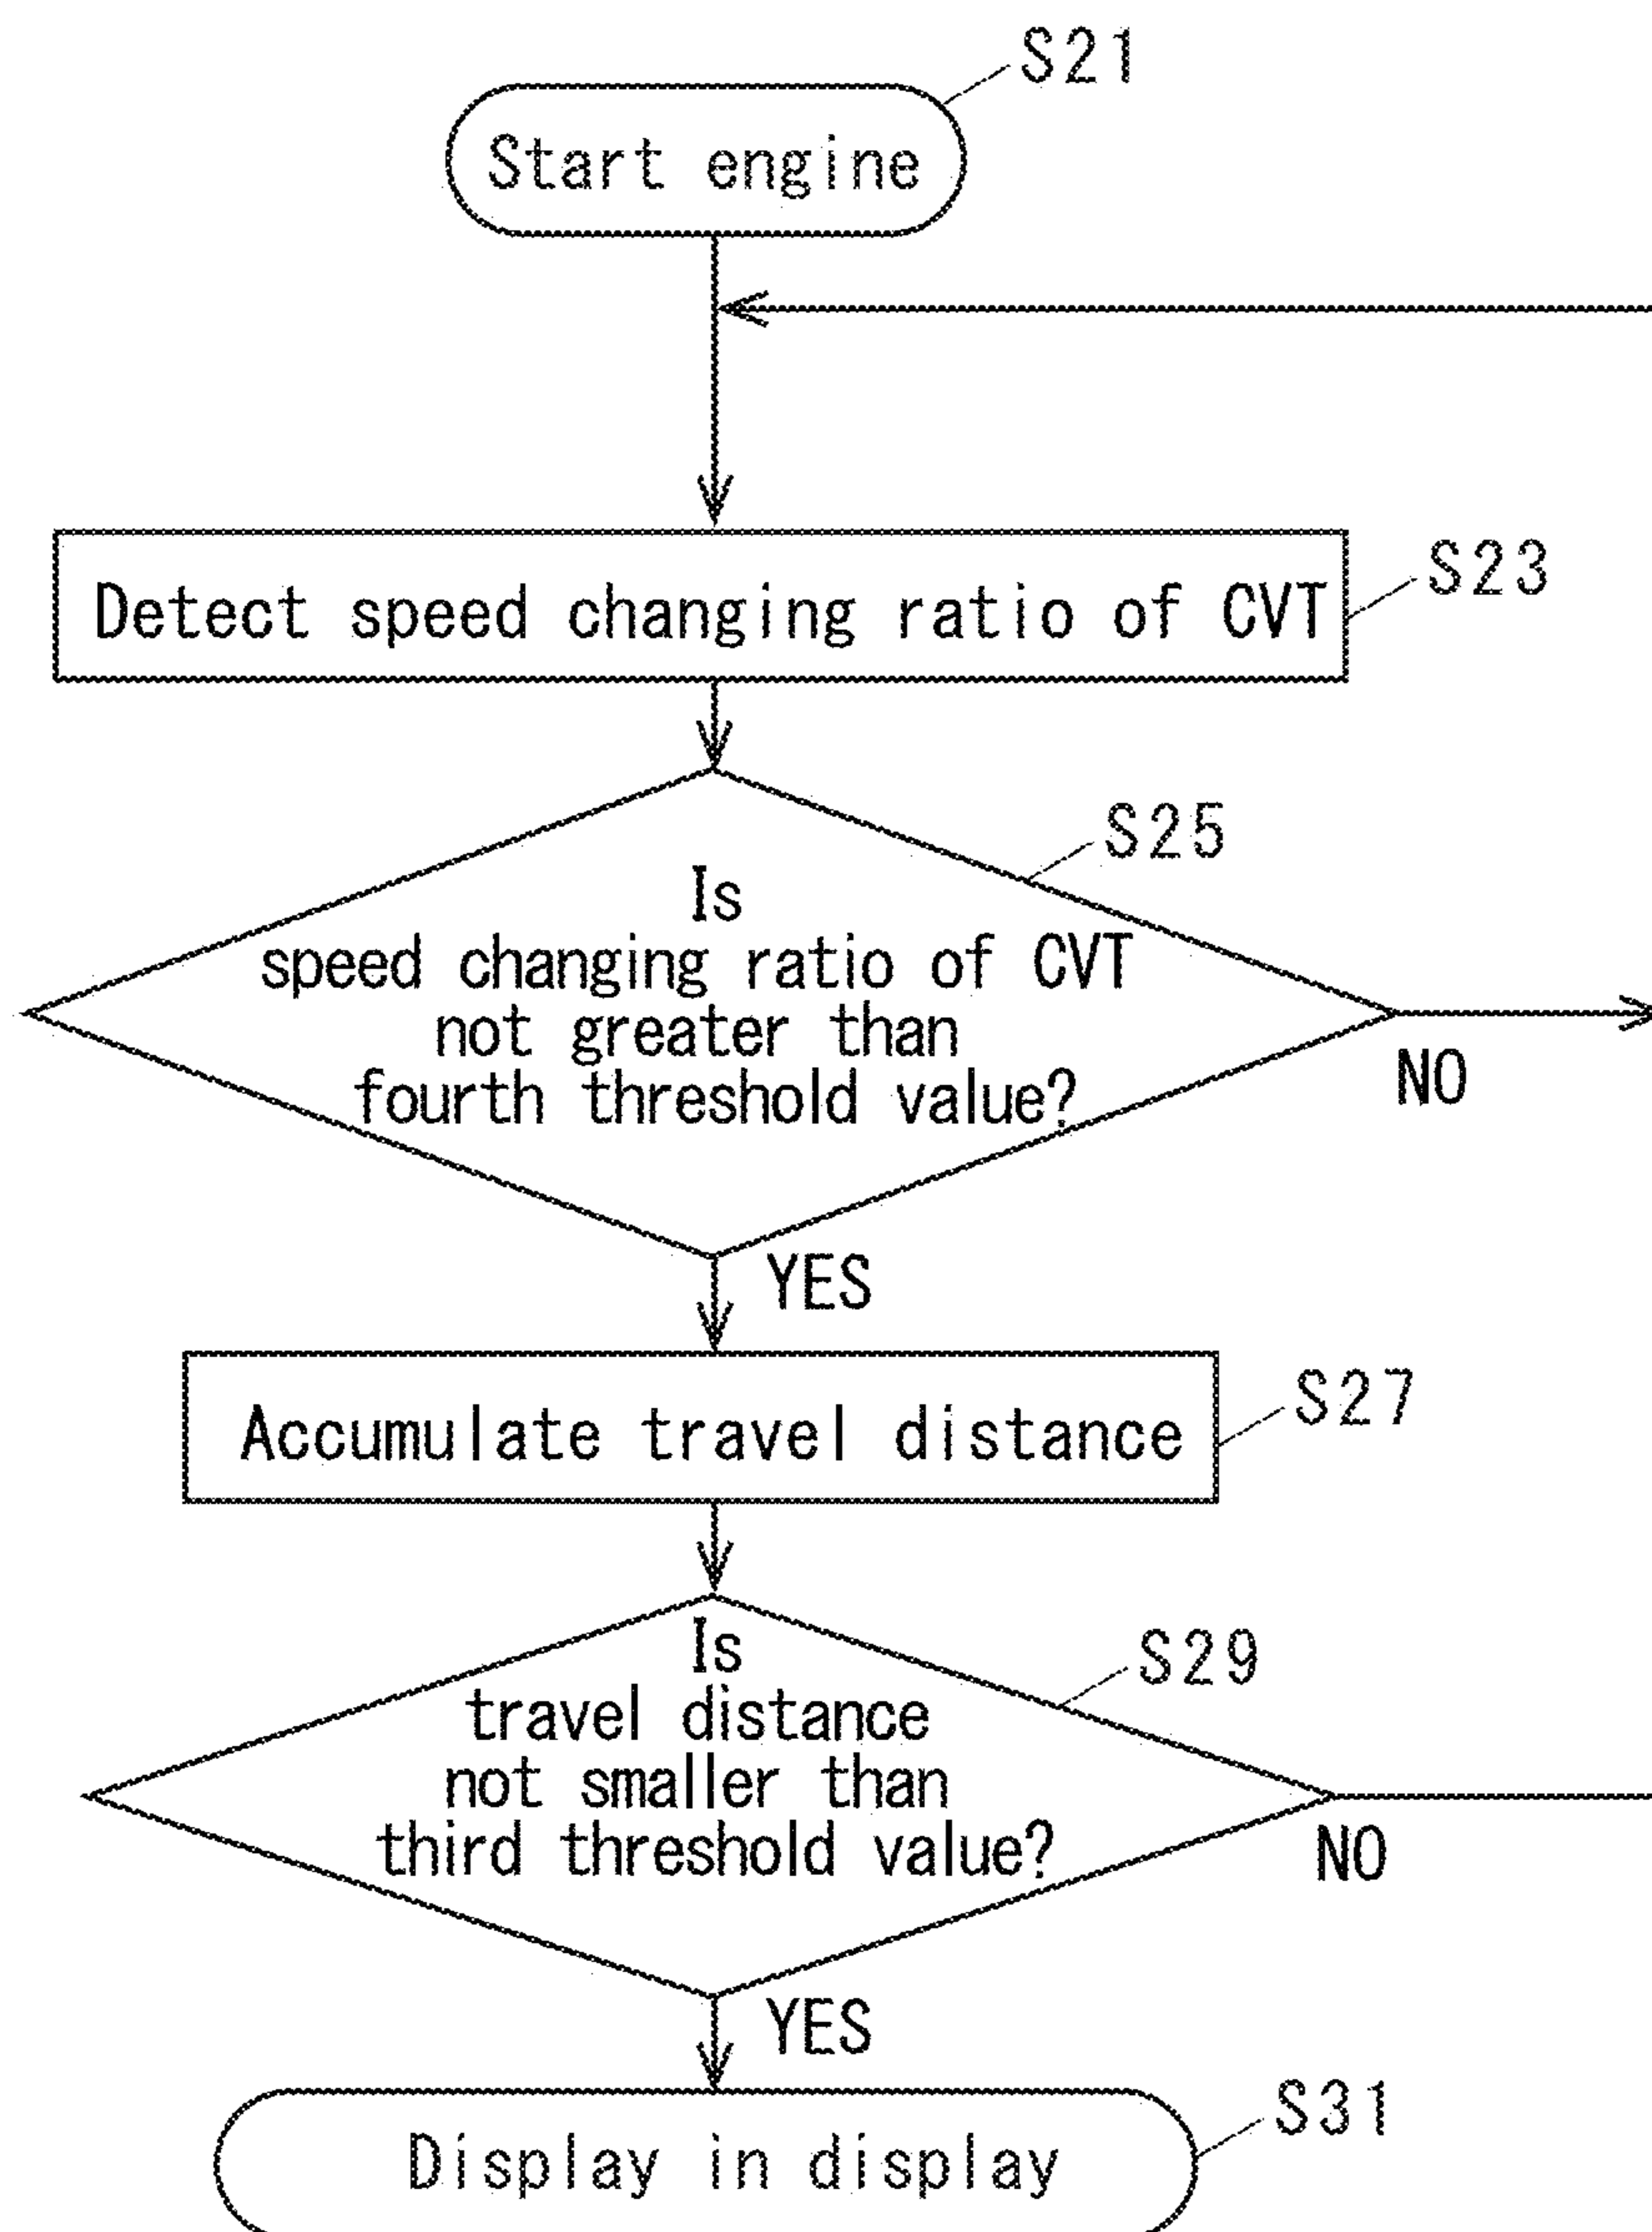 S21
Start engine
S23
Detect speed changing ratio of CVT
S25
Is
speed changing ratio of CVT
not greater than
fourth threshold value?
NO
YES
S27
Accumulate travel distance
S29
Is
travel distance
not smaller than
third threshold value?
NO
YES
S31
Display in display